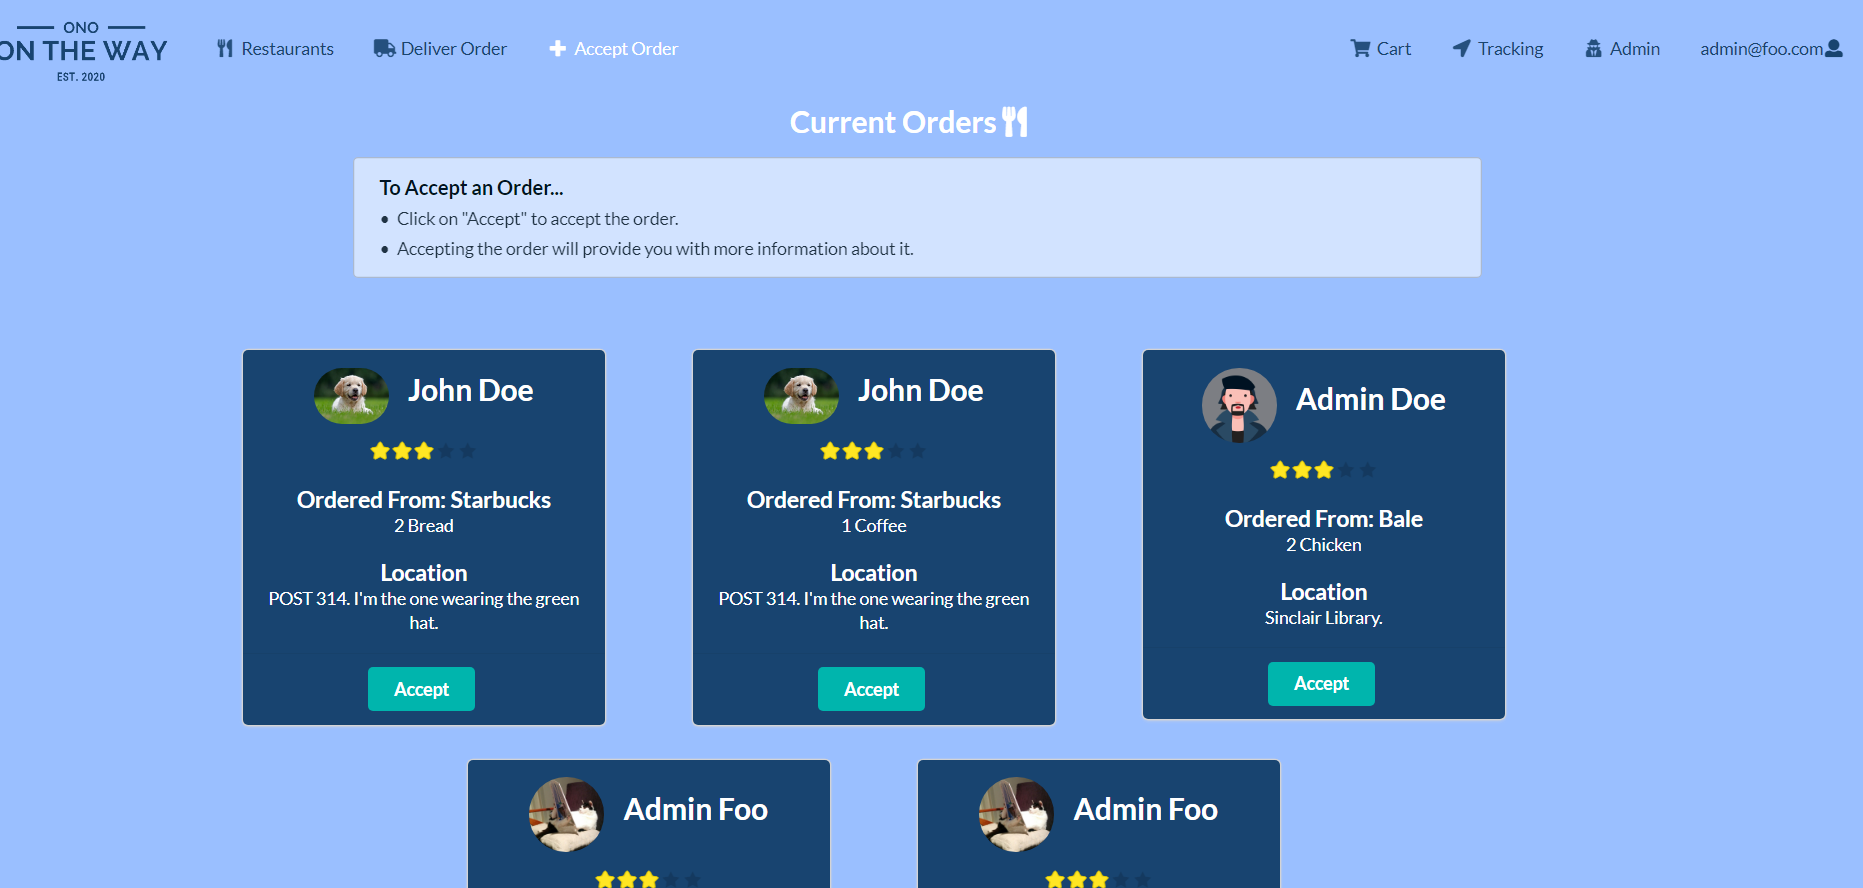 ONO
ON THE WAY
EST. 2020
Restaurants
Deliver Order
Accept Order
Cart
Tracking
Admin
admin@foo.com
Current Orders
To Accept an Order...
• Click on "Accept" to accept the order.
• Accepting the order will provide you with more information about it.
John Doe
Ordered From: Starbucks
2 Bread
Location
POST 314. I'm the one wearing the green
hat.
Accept
John Doe
Ordered From: Starbucks
1 Coffee
Location
POST 314. I'm the one wearing the green
hat.
Accept
Admin Doe
Ordered From: Bale
2 Chicken
Location
Sinclair Library.
Accept
Admin Foo
Admin Foo